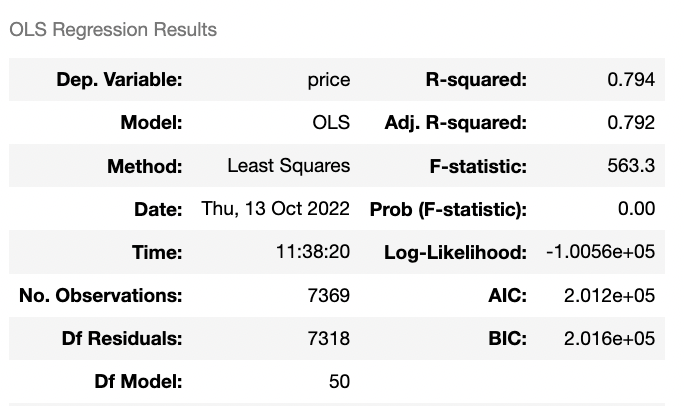 OLS Regression Results
Dep. Variable: price R-squared: 0.794
Model: OLS Adj. R-squared: 0.792
Method: Least Squares F-statistic: 563.3
Date: Thu, 13 Oct 2022 Prob (F-statistic): 0.00
Time: 11:38:20 Log-Likelihood: -1.0056e+05
No. Observations: 7369 AIC: 2.012e+05
Df Residuals: 7318 BIC: 2.016e+05
Df Model: 50